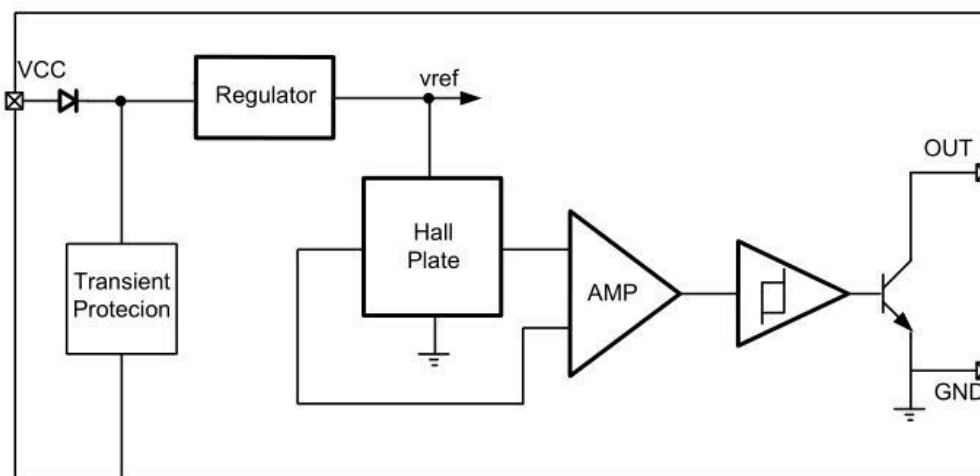 VCC
Regulator
vref
OUT
Hall
Plate
Transient
Protecion
AMP
GND